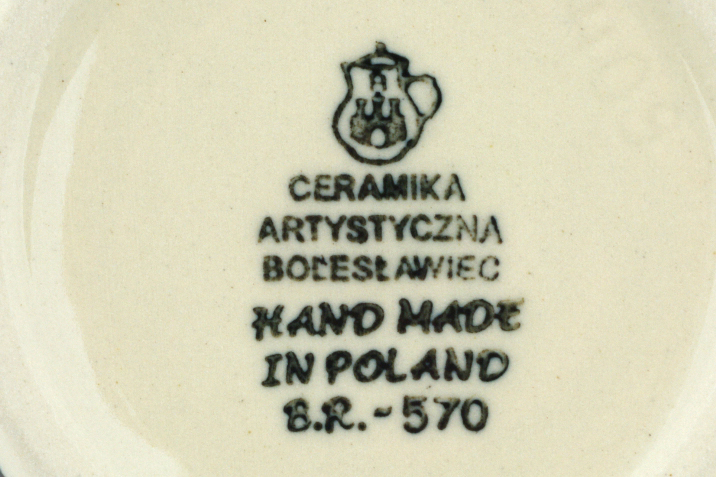 CERAMIKA
ARTYSTYCZNA
BOLESŁAWIEC
HAND MADE
IN POLAND
B.R.-570